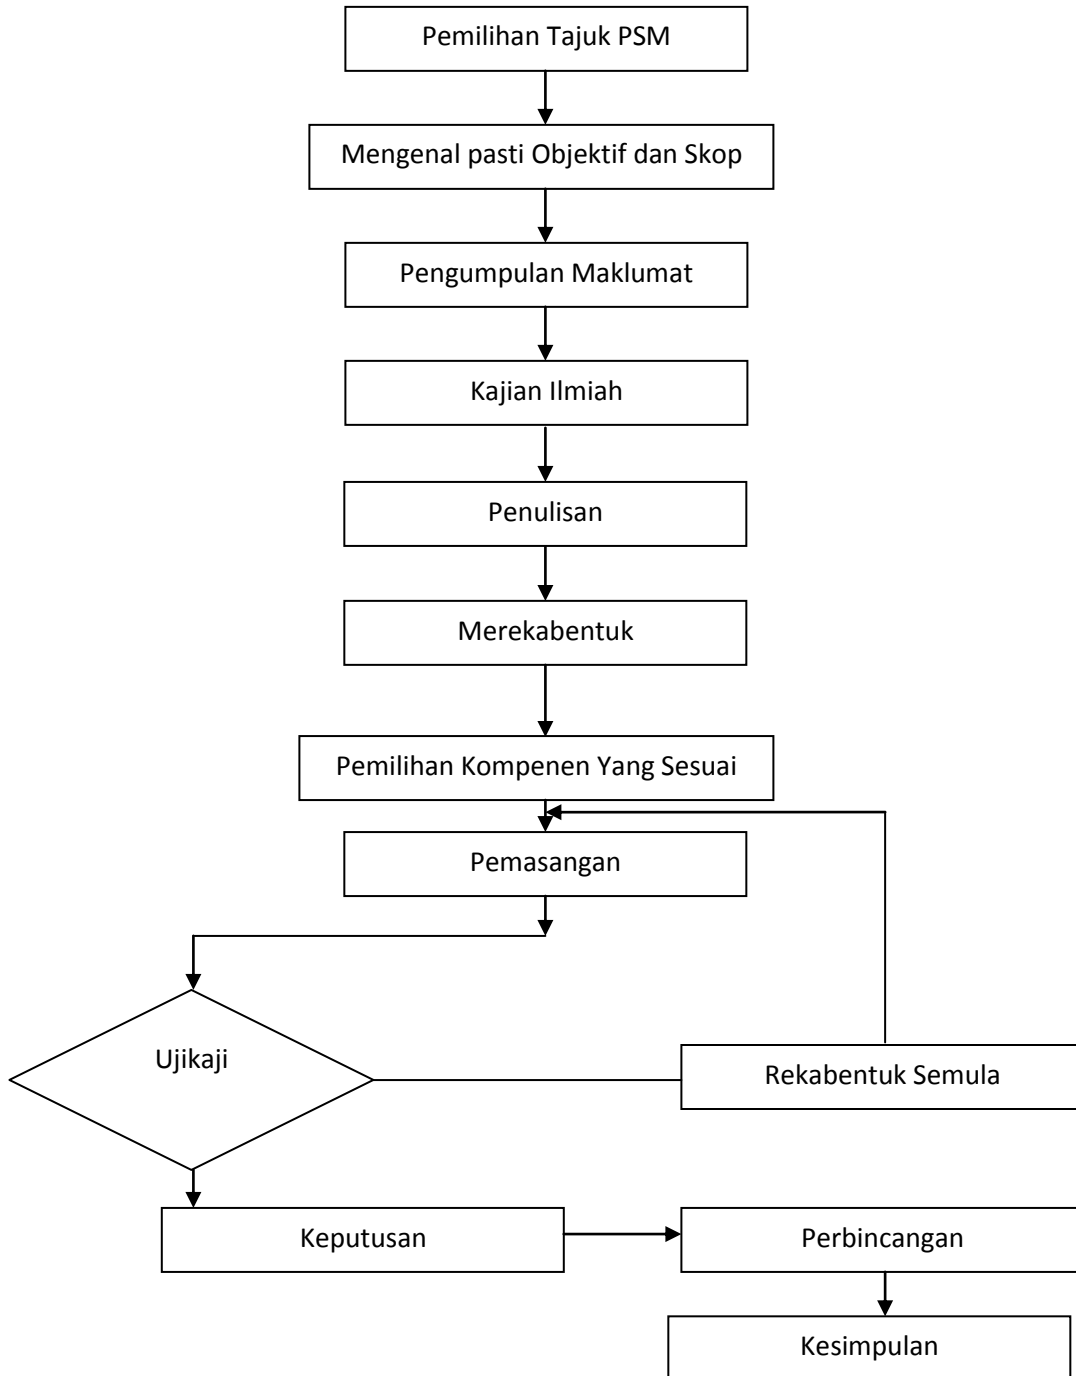 Pemilihan Tajuk PSM
Mengenal pasti Objektif dan Skop
Pengumpulan Maklumat
Kajian Ilmiah
Penulisan
Merekabentuk
Pemilihan Kompenen Yang Sesuai
Pemasangan
Ujikaji
Rekabentuk Semula
Keputusan
Perbincangan
Kesimpulan